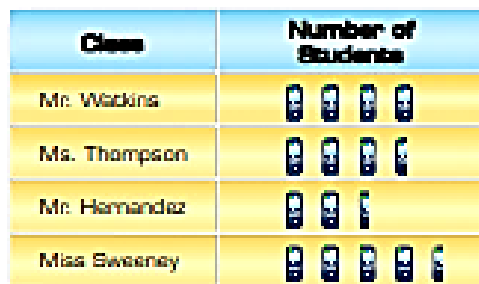 Class
Number of
Students
Mr. Watkins
Ms. Thompson
Mr. Hernandez
Miss Sweeney